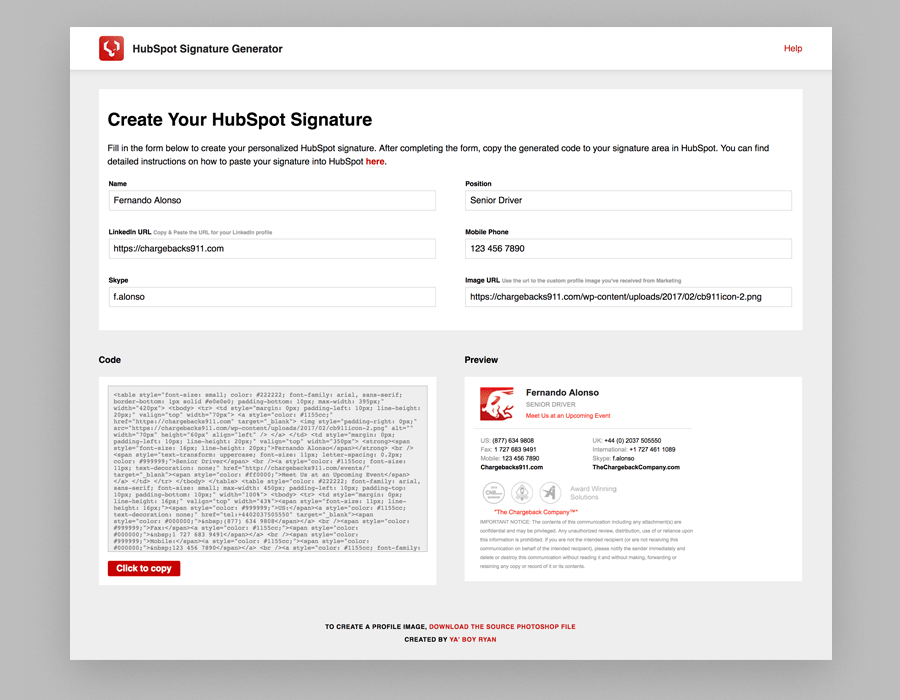 HubSpot Signature Generator
Help
Create Your HubSpot Signature
Fill in the form below to create your personalized HubSpot signature. After completing the form, copy the generated code to your signature area in HubSpot. You can find
detailed instructions on how to paste your signature into HubSpot here.
Name
Fernando Alonso
Position
Senior Driver
LinkedIn URL Copy & Paste the URL for your LinkedIn profile
https://chargebacks911.com
Mobile Phone
123 456 7890
Skype
f.alonso
Image URL Use the url to the custom profile image you've received from Marketing
https://chargebacks911.com/wp-content/uploads/2017/02/cb911icon-2.png
Code
<table style="font-size: small; color: #222222; font-family: arial, sans-serif;
border-bottom: 1px solid #e0e0e0; padding-bottom: 10px; max-width: 395px;"
width="420px"> <tbody> <tr> <td style="margin: 0px; padding-left: 10px; line-height:
20px;" valign="top" width="70px"> <a style="color: #1155cc;"
href="https://chargebacks911.com" target="_blank"> <img style="padding-right: 0px;"
src="https://chargebacks911.com/wp-content/uploads/2017/02/cb911icon-2.png" alt=""
width="70px" height="60px" align="left" /> </a> </td> <td style="margin: 0px;
padding-left: 10px; line-height: 20px;" valign="top" width="350px"> <strong><span
style="font-size: 16px; line-height: 20px;">Fernando Alonso</span></strong> <br />
<span style="text-transform: uppercase; font-size: 11px; letter-spacing: 0.2px;
color: #999999;">Senior Driver</span> <br /><a style="color: #1155cc; font-size:
11px; text-decoration: none;" href="http://chargebacks911.com/events/"
target="_blank"><span style="color: #ff0000;">Meet Us at an Upcoming Event</span>
</a> </td> </tr> </tbody> </table> <table style="color: #222222; font-family: arial,
sans-serif; font-size: small; max-width: 450px; padding-left: 10px; padding-top:
10px; padding-bottom: 10px;" width="100%"> <tbody> <tr> <td style="margin: 0px;
line-height: 16px;" valign="top" width="43%"><span style="font-size: 11px; line-
height: 16px;"><span style="color: #999999;">US:</span><a style="color: #1155cc;
text-decoration: none;" href="tel:+4402037505550" target="_blank"><span
style="color: #000000;">&nbsp;(877) 634 9808</span></a> <br /><span style="color:
#999999;">Fax:</span><a style="color: #1155cc;"><span style="color:
#000000;">&nbsp;1 727 683 9491</span></a> <br /><span style="color:
#999999;">Mobile:</span><a style="color: #1155cc;"><span style="color:
#000000;">&nbsp;123 456 7890</span></a> <br /><a style="color: #1155cc; font-family:
Click to copy
Preview
Fernando Alonso
SENIOR DRIVER
Meet Us at an Upcoming Event
US: (877) 634 9808
Fax: 1 727 683 9491
Mobile: 123 456 7890
Chargebacks911.com
UK: +44 (0) 2037 505550
International: +1 727 461 1089
Skype: f.alonso
TheChargebackCompany.com
Award Winning
Solutions
"The Chargeback Company™"
IMPORTANT NOTICE: The contents of this communication including any attachment(s) are
confidential and may be privileged. Any unauthorized review, distribution, use of or reliance upon
this information is prohibited. If you are not the intended recipient (or are not receiving this
communication on behalf of the intended recipient), please notify the sender immediately and
delete or destroy this communication without reading it and without making, forwarding or
retaining any copy or record of it or its contents.
TO CREATE A PROFILE IMAGE, DOWNLOAD THE SOURCE PHOTOSHOP FILE
CREATED BY YA' BOY RYAN